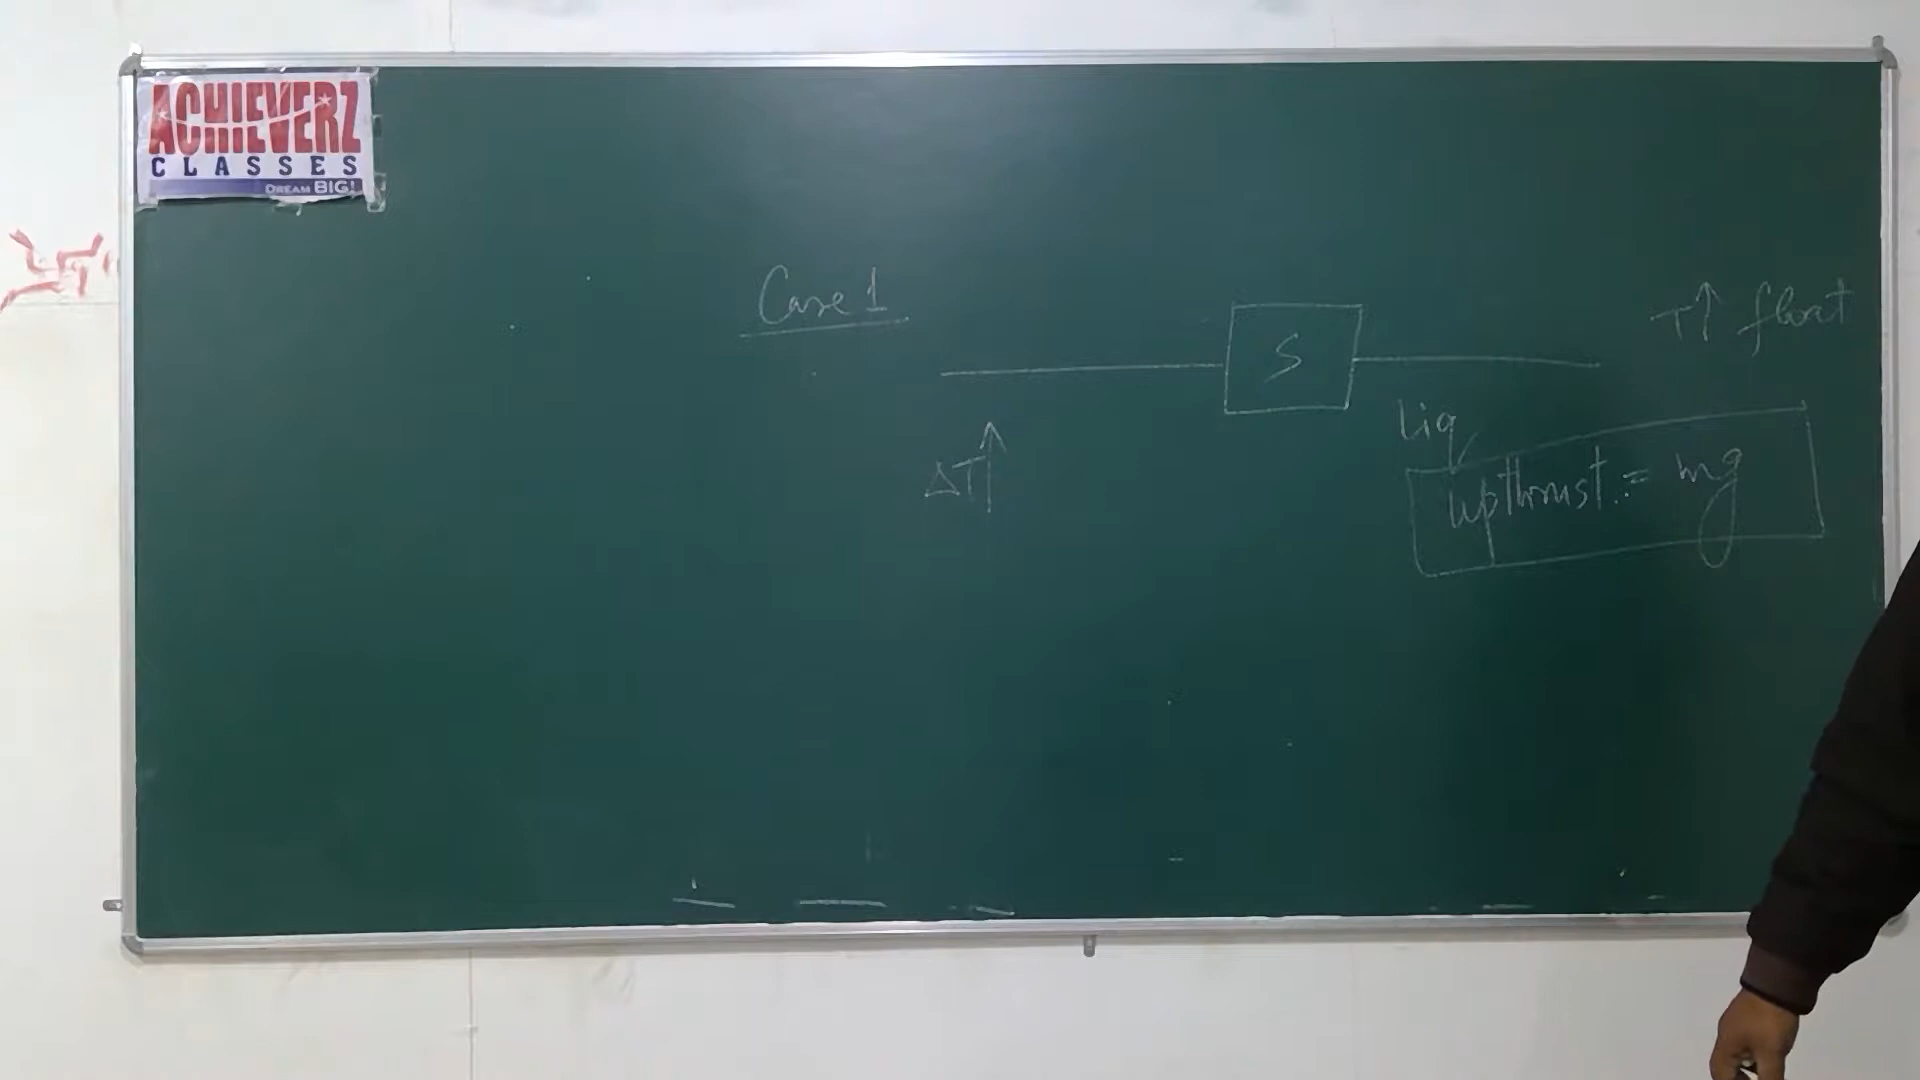 ACHIEVERZ
CLASSES
DREAM BIG!
Case 1
S
T↑ float
Liq
ΔT↑
upthrust = mg